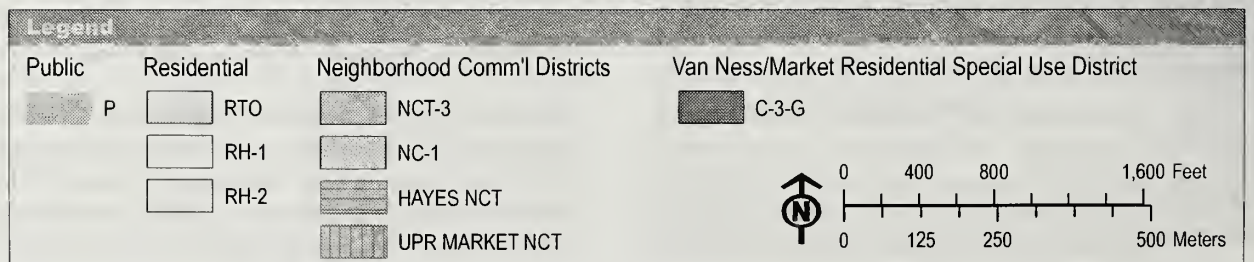 Legend
Public
P
Residential
RTO
RH-1
RH-2
Neighborhood Comm'l Districts
NCT-3
NC-1
HAYES NCT
UPR MARKET NCT
Van Ness/Market Residential Special Use District
C-3-G
N
0 400 800 1,600 Feet
0 125 250 500 Meters